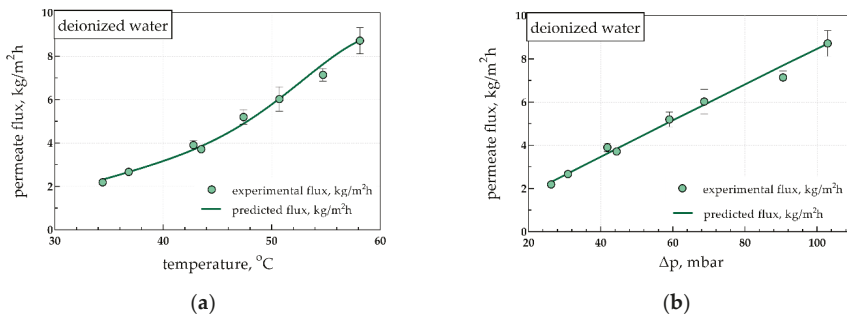 deionized water
10
8
6
4
2
0
permeate flux, kg/m²h
experimental flux, kg/m²h
predicted flux, kg/m²h
30 40 50 60
temperature, °C
(a)
deionized water
10
8
6
4
2
0
permeate flux, kg/m²h
experimental flux, kg/m²h
predicted flux, kg/m²h
20 40 60 80 100
Δp, mbar
(b)